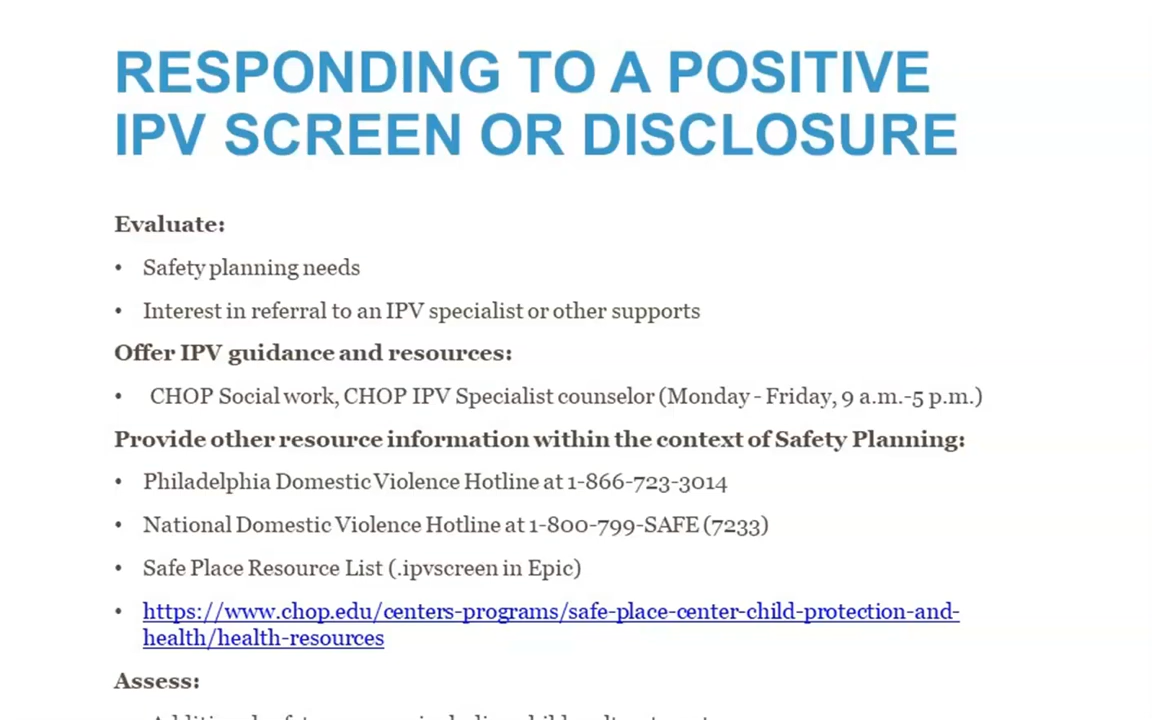 RESPONDING TO A POSITIVE
IPV SCREEN OR DISCLOSURE
Evaluate:
• Safety planning needs
• Interest in referral to an IPV specialist or other supports
Offer IPV guidance and resources:
• CHOP Social work, CHOP IPV Specialist counselor (Monday - Friday, 9 a.m.-5 p.m.)
Provide other resource information within the context of Safety Planning:
• Philadelphia Domestic Violence Hotline at 1-866-723-3014
• National Domestic Violence Hotline at 1-800-799-SAFE (7233)
• Safe Place Resource List (.ipvscreen in Epic)
• https://www.chop.edu/centers-programs/safe-place-center-child-protection-and-
health/health-resources
Assess: